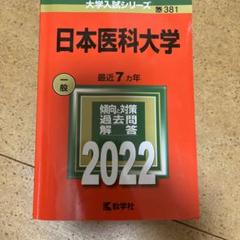 大学入試シリーズ 381
日本医科大学
一般
最近7カ年
傾向と対策
過去問
解答
2022
教学社